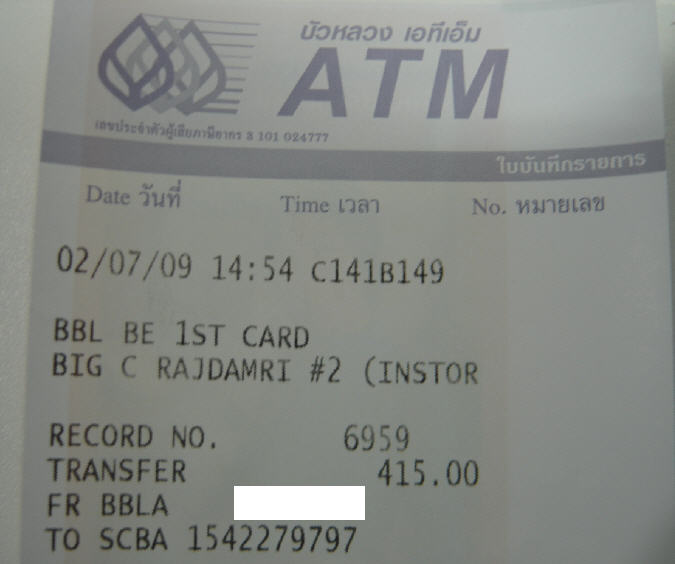 บัวหลวง เอทีเอ็ม
ATM
เลขประจำตัวผู้เสียภาษีอากร 3 101 024777
ใบบันทึกรายการ
Date วันที่ Time เวลา No. หมายเลข
02/07/09 14:54 C141B149
BBL BE 1ST CARD
BIG C RAJDAMRI #2 (INSTOR
RECORD NO. 6959
TRANSFER 415.00
FR BBLA
TO SCBA 1542279797